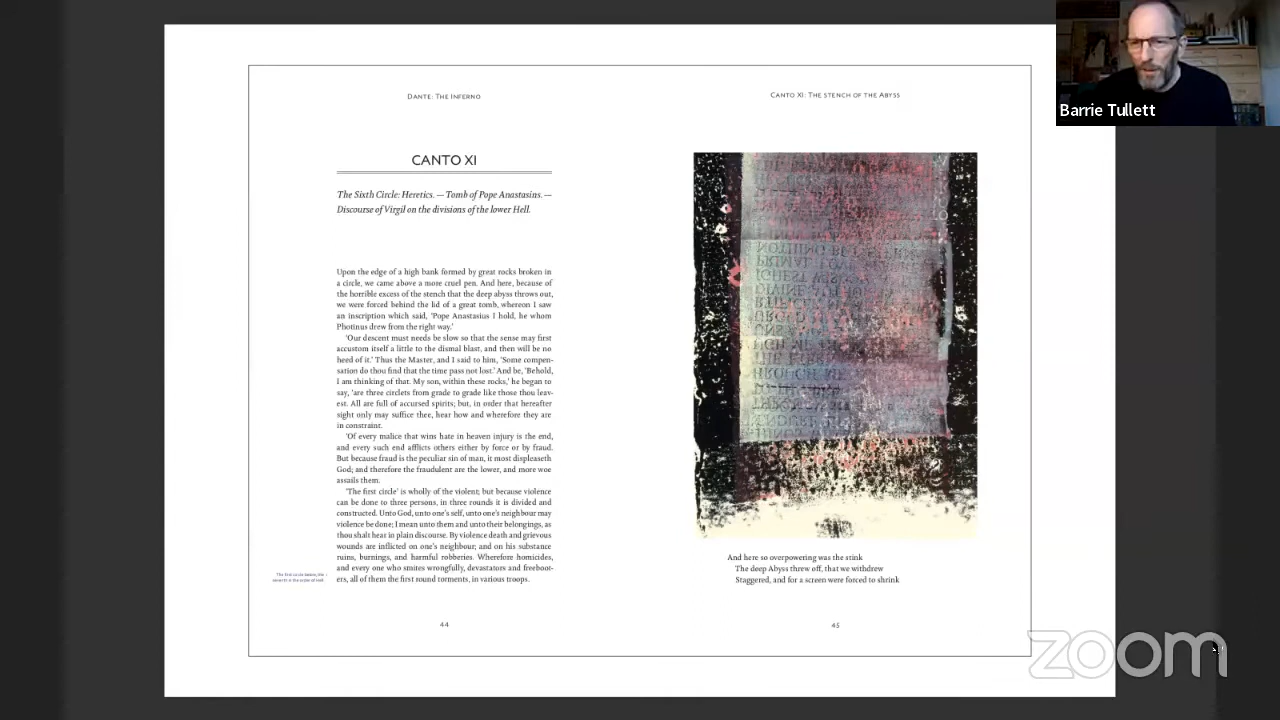 DANTE: THE INFERNO
CANTO XI
The Sixth Circle: Heretics. — Tomb of Pope Anastasins. —
Discourse of Virgil on the divisions of the lower Hell.
Upon the edge of a high bank formed by great rocks broken in
a circle, we came above a more cruel pen. And here, because of
the horrible excess of the stench that the deep abyss throws out,
we were forced behind the lid of a great tomb, whereon I saw
an inscription which said, 'Pope Anastasius I hold, he whom
Photinus drew from the right way.'
'Our descent must needs be slow so that the sense may first
accustom itself a little to the dismal blast, and then will be no
heed of it.' Thus the Master, and I said to him, 'Some compen-
sation do thou find that the time pass not lost.' And be, 'Behold,
I am thinking of that. My son, within these rocks,' he began to
say, 'are three circlets from grade to grade like those thou leav-
est. All are full of accursed spirits; but, in order that hereafter
sight only may suffice thee, hear how and wherefore they are
in constraint.
'Of every malice that wins hate in heaven injury is the end,
and every such end afflicts others either by force or by fraud.
But because fraud is the peculiar sin of man, it most displeaseth
God; and therefore the fraudulent are the lower, and more woe
assails them.
'The first circle' is wholly of the violent; but because violence
can be done to three persons, in three rounds it is divided and
constructed. Unto God, unto one's self, unto one's neighbour may
violence be done; I mean unto them and unto their belongings, as
thou shalt hear in plain discourse. By violence death and grievous
wounds are inflicted on one's neighbour; and on his substance
ruins, burnings, and harmful robberies. Wherefore homicides,
and every one who smites wrongfully, devastators and freeboot-
ers, all of them the first round torments, in various troops.
The first circle below, the
seventh in the order of Hell.
44
CANTO XI: THE STENCH OF THE ABYSS
And here so overpowering was the stink
The deep Abyss threw off, that we withdrew
Staggered, and for a screen were forced to shrink
45
Barrie Tullett
zoom